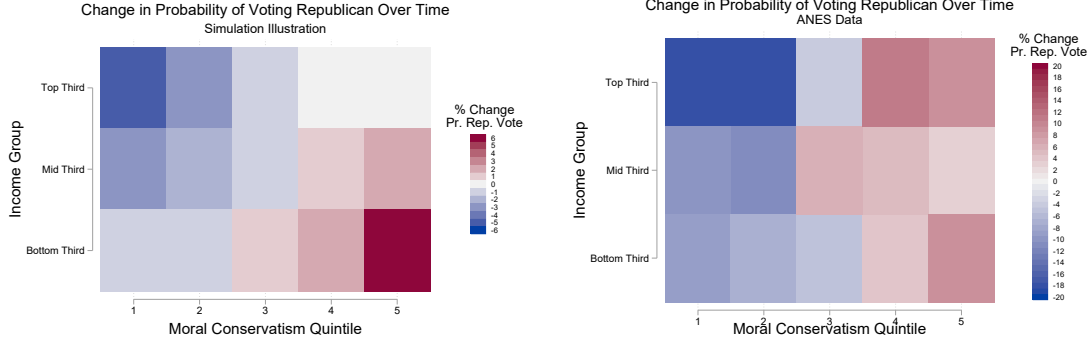 Change in Probability of Voting Republican Over Time
Simulation Illustration
Income Group
Top Third
Mid Third
Bottom Third
1 2 3 4 5
Moral Conservatism Quintile
% Change
Pr. Rep. Vote
6
5
4
3
2
1
0
-1
-2
-3
-4
-5
-6
Change in Probability of Voting Republican Over Time
ANES Data
Income Group
Top Third
Mid Third
Bottom Third
1 2 3 4 5
Moral Conservatism Quintile
% Change
Pr. Rep. Vote
20
18
16
14
12
10
8
6
4
2
0
-2
-4
-6
-8
-10
-12
-14
-16
-18
-20